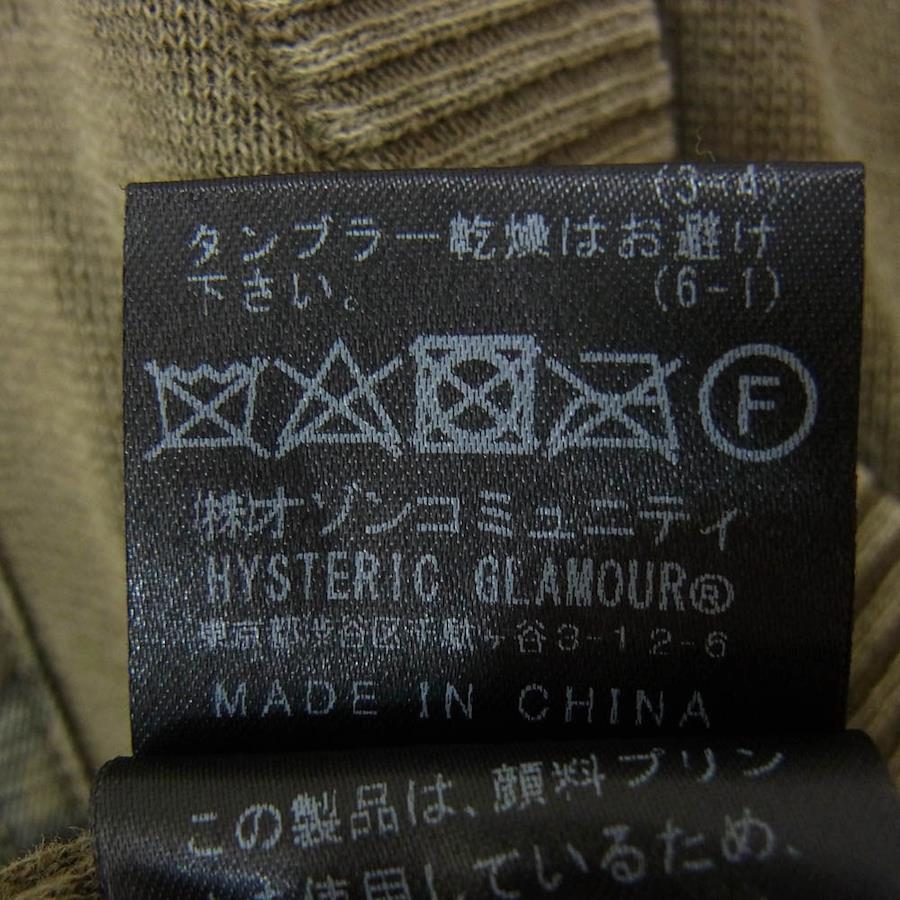 (3-4)
タンブラー乾燥はお避け
下さい。 (6-1)
F
㈱オゾンコミュニティ
HYSTERIC GLAMOUR®
東京都渋谷区千駄ヶ谷3-12-6
MADE IN CHINA
この製品は、顔料プリン
使用しているため、